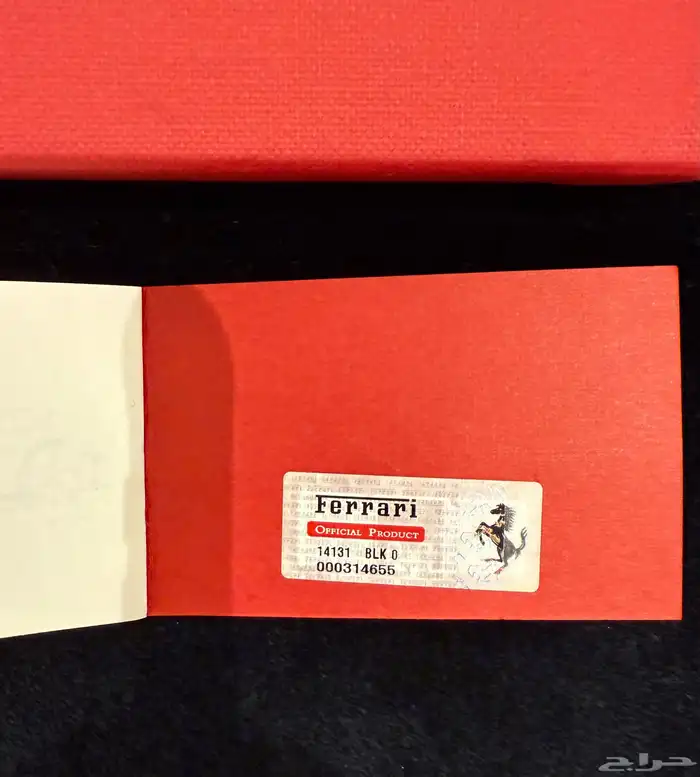 Ferrari
OFFICIAL PRODUCT
14131 BLK 0
000314655
حراج